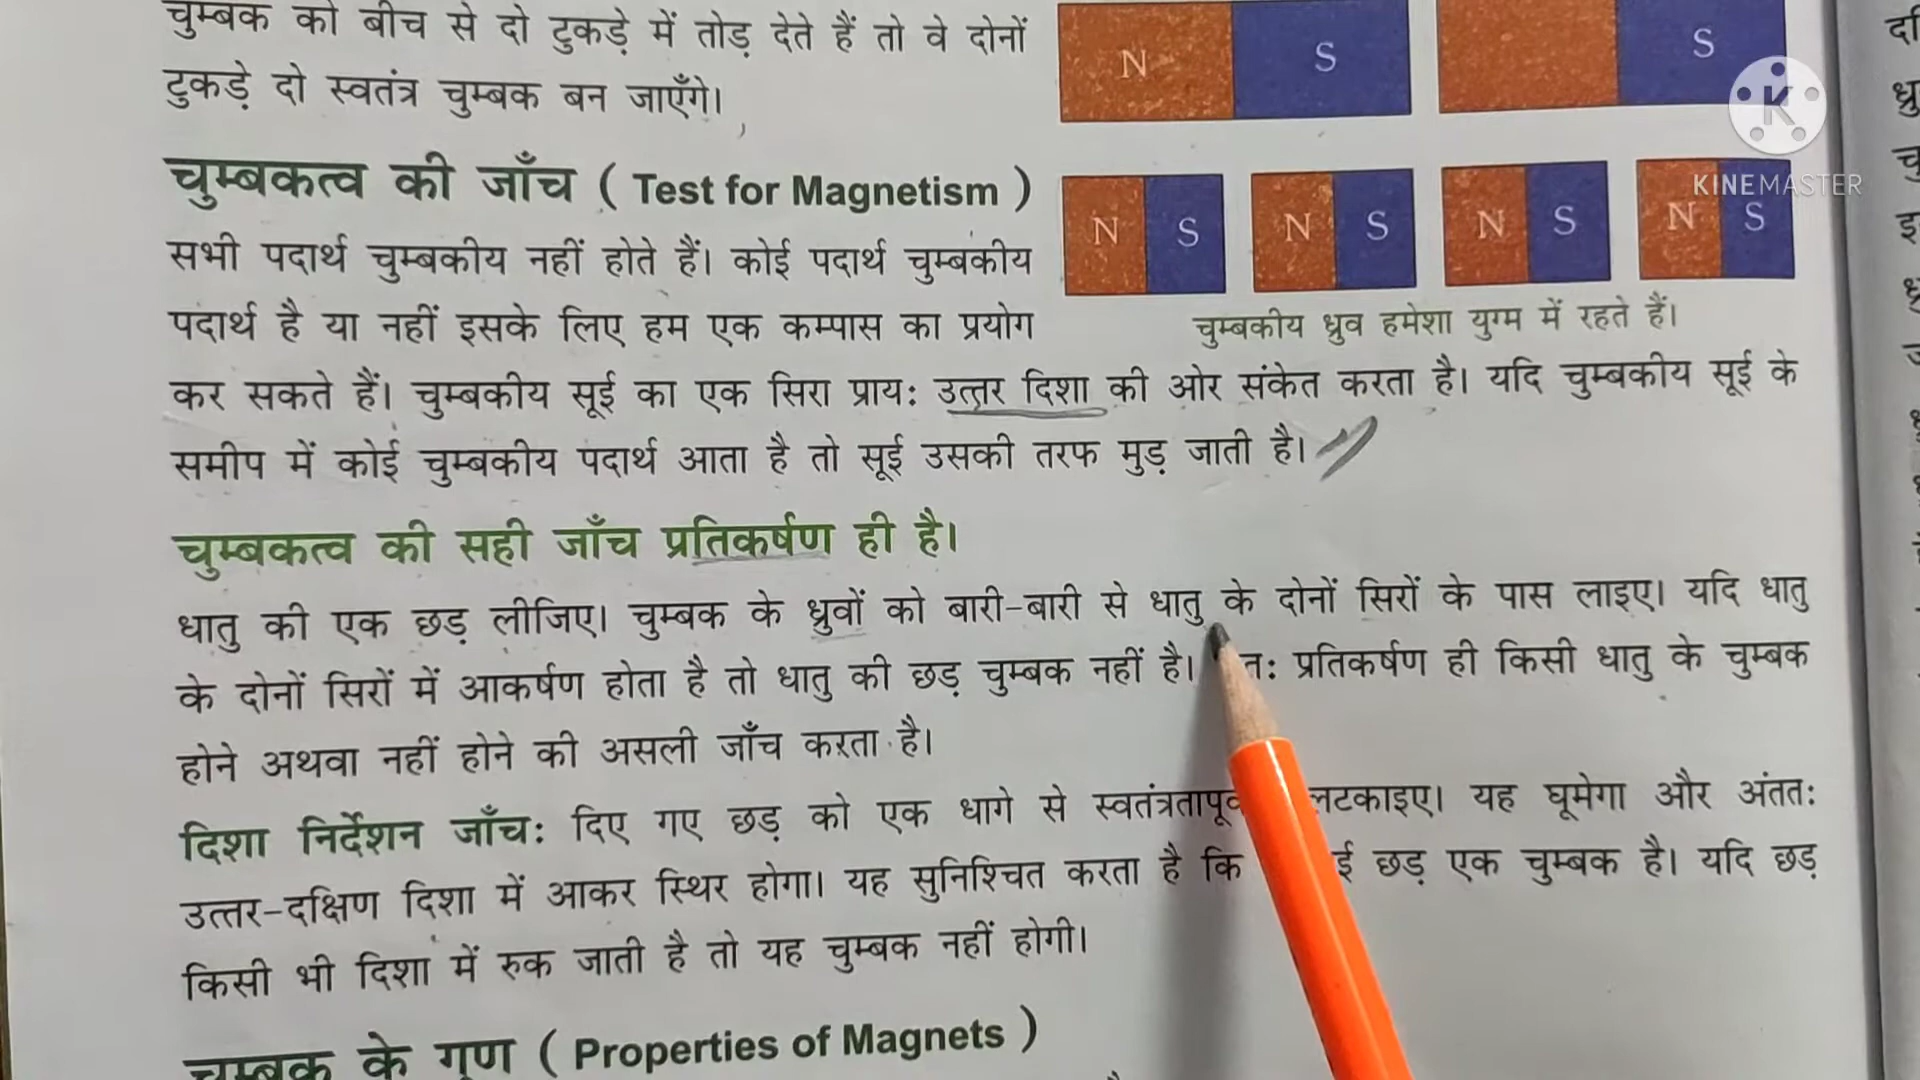 चुम्बक को बीच से दो टुकड़े में तोड़ देते हैं तो वे दोनों
टुकड़े दो स्वतंत्र चुम्बक बन जाएँगे।
N S S
K
KINEMASTER
चुम्बकत्व की जाँच ( Test for Magnetism )
N S N S N S N S
सभी पदार्थ चुम्बकीय नहीं होते हैं। कोई पदार्थ चुम्बकीय
पदार्थ है या नहीं इसके लिए हम एक कम्पास का प्रयोग
चुम्बकीय ध्रुव हमेशा युग्म में रहते हैं।
कर सकते हैं। चुम्बकीय सूई का एक सिरा प्रायः उत्तर दिशा की ओर संकेत करता है। यदि चुम्बकीय सूई के
समीप में कोई चुम्बकीय पदार्थ आता है तो सूई उसकी तरफ मुड़ जाती है।
चुम्बकत्व की सही जाँच प्रतिकर्षण ही है।
धातु की एक छड़ लीजिए। चुम्बक के ध्रुवों को बारी-बारी से धातु के दोनों सिरों के पास लाइए। यदि धातु
के दोनों सिरों में आकर्षण होता है तो धातु की छड़ चुम्बक नहीं है। प्रतिकर्षण ही किसी धातु के चुम्बक
होने अथवा नहीं होने की असली जाँच करता है।
दिशा निर्देशन जाँच: दिए गए छड़ को एक धागे से लटकाइए। यह घूमेगा और अंततः
उत्तर-दक्षिण दिशा में आकर स्थिर होगा। यह सुनिश्चित करता है कि छड़ एक चुम्बक है। यदि छड़
किसी भी दिशा में रुक जाती है तो यह चुम्बक नहीं होगी।
चुम्बक के गुण ( Properties of Magnets )